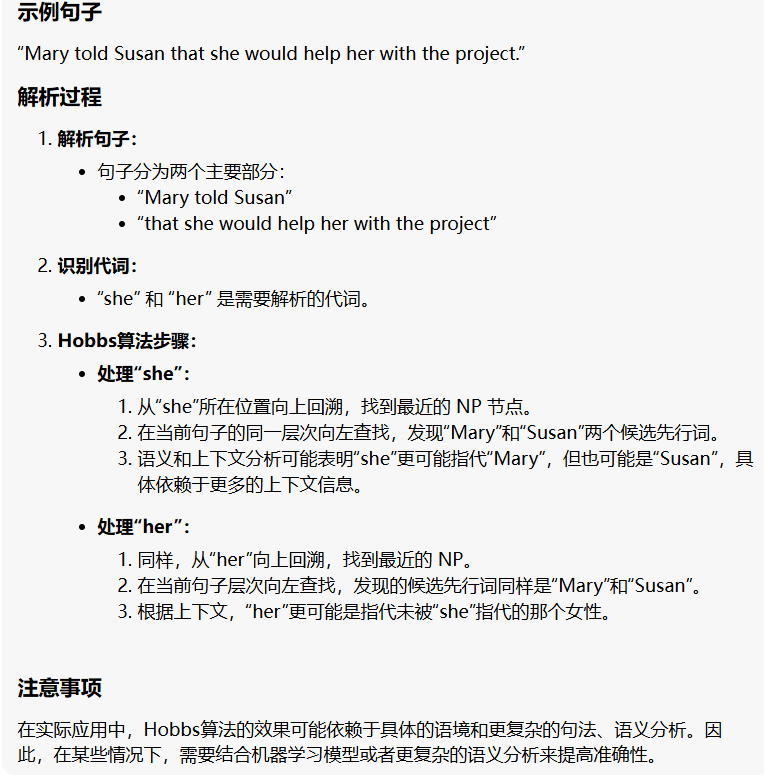 示例句子
“Mary told Susan that she would help her with the project.”
解析过程
1. 解析句子：
• 句子分为两个主要部分：
• “Mary told Susan”
• “that she would help her with the project”
2. 识别代词：
• “she” 和 “her” 是需要解析的代词。
3. Hobbs算法步骤：
• 处理“she”：
1. 从“she”所在位置向上回溯，找到最近的 NP 节点。
2. 在当前句子的同一层次向左查找，发现“Mary”和“Susan”两个候选先行词。
3. 语义和上下文分析可能表明“she”更可能指代“Mary”，但也可能是“Susan”，具
体依赖于更多的上下文信息。
• 处理“her”：
1. 同样，从“her”向上回溯，找到最近的 NP。
2. 在当前句子层次向左查找，发现的候选先行词同样是“Mary”和“Susan”。
3. 根据上下文，“her”更可能是指代未被“she”指代的那个女性。
注意事项
在实际应用中，Hobbs算法的效果可能依赖于具体的语境和更复杂的句法、语义分析。因
此，在某些情况下，需要结合机器学习模型或者更复杂的语义分析来提高准确性。